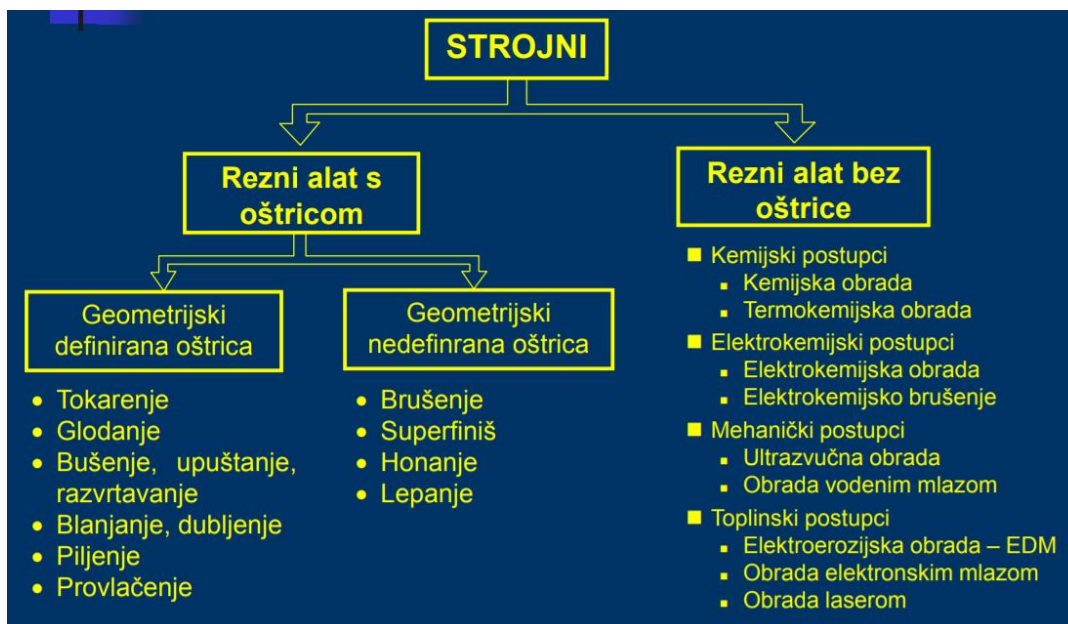 STROJNI
Rezni alat s
oštricom
Geometrijski
definirana oštrica
• Tokarenje
• Glodanje
• Bušenje, upuštanje,
razvrtavanje
• Blanjanje, dubljenje
• Piljenje
• Provlačenje
Geometrijski
nedefinrana oštrica
• Brušenje
• Superfiniš
• Honanje
• Lepanje
Rezni alat bez
oštrice
■ Kemijski postupci
▪ Kemijska obrada
▪ Termokemijska obrada
■ Elektrokemijski postupci
▪ Elektrokemijska obrada
▪ Elektrokemijsko brušenje
■ Mehanički postupci
▪ Ultrazvučna obrada
▪ Obrada vodenim mlazom
■ Toplinski postupci
▪ Elektroerozijska obrada – EDM
▪ Obrada elektronskim mlazom
▪ Obrada laserom